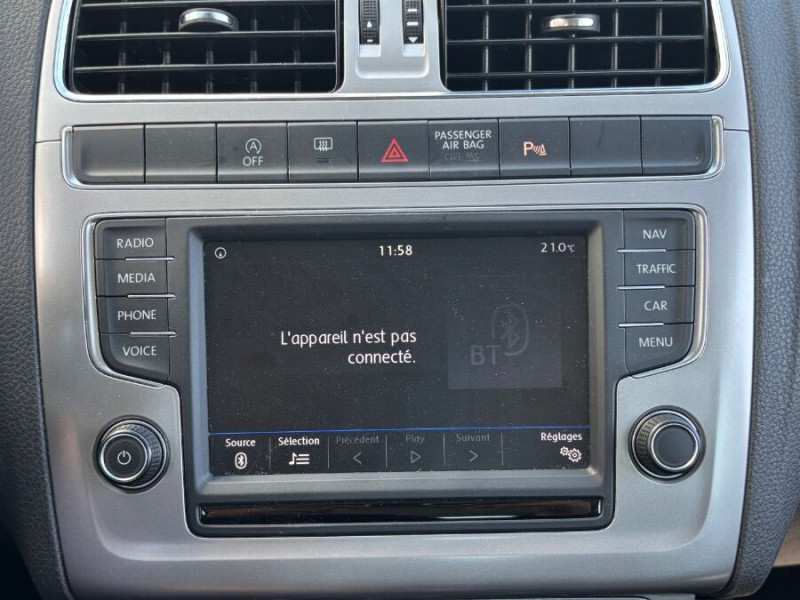 OFF
PASSENGER
AIR BAG
P
RADIO
MEDIA
PHONE
VOICE
NAV
TRAFFIC
CAR
MENU
11:58
21.0°C
L'appareil n'est pas
connecté.
BT
Source
Sélection
Précédent
Play
Suivant
Réglages